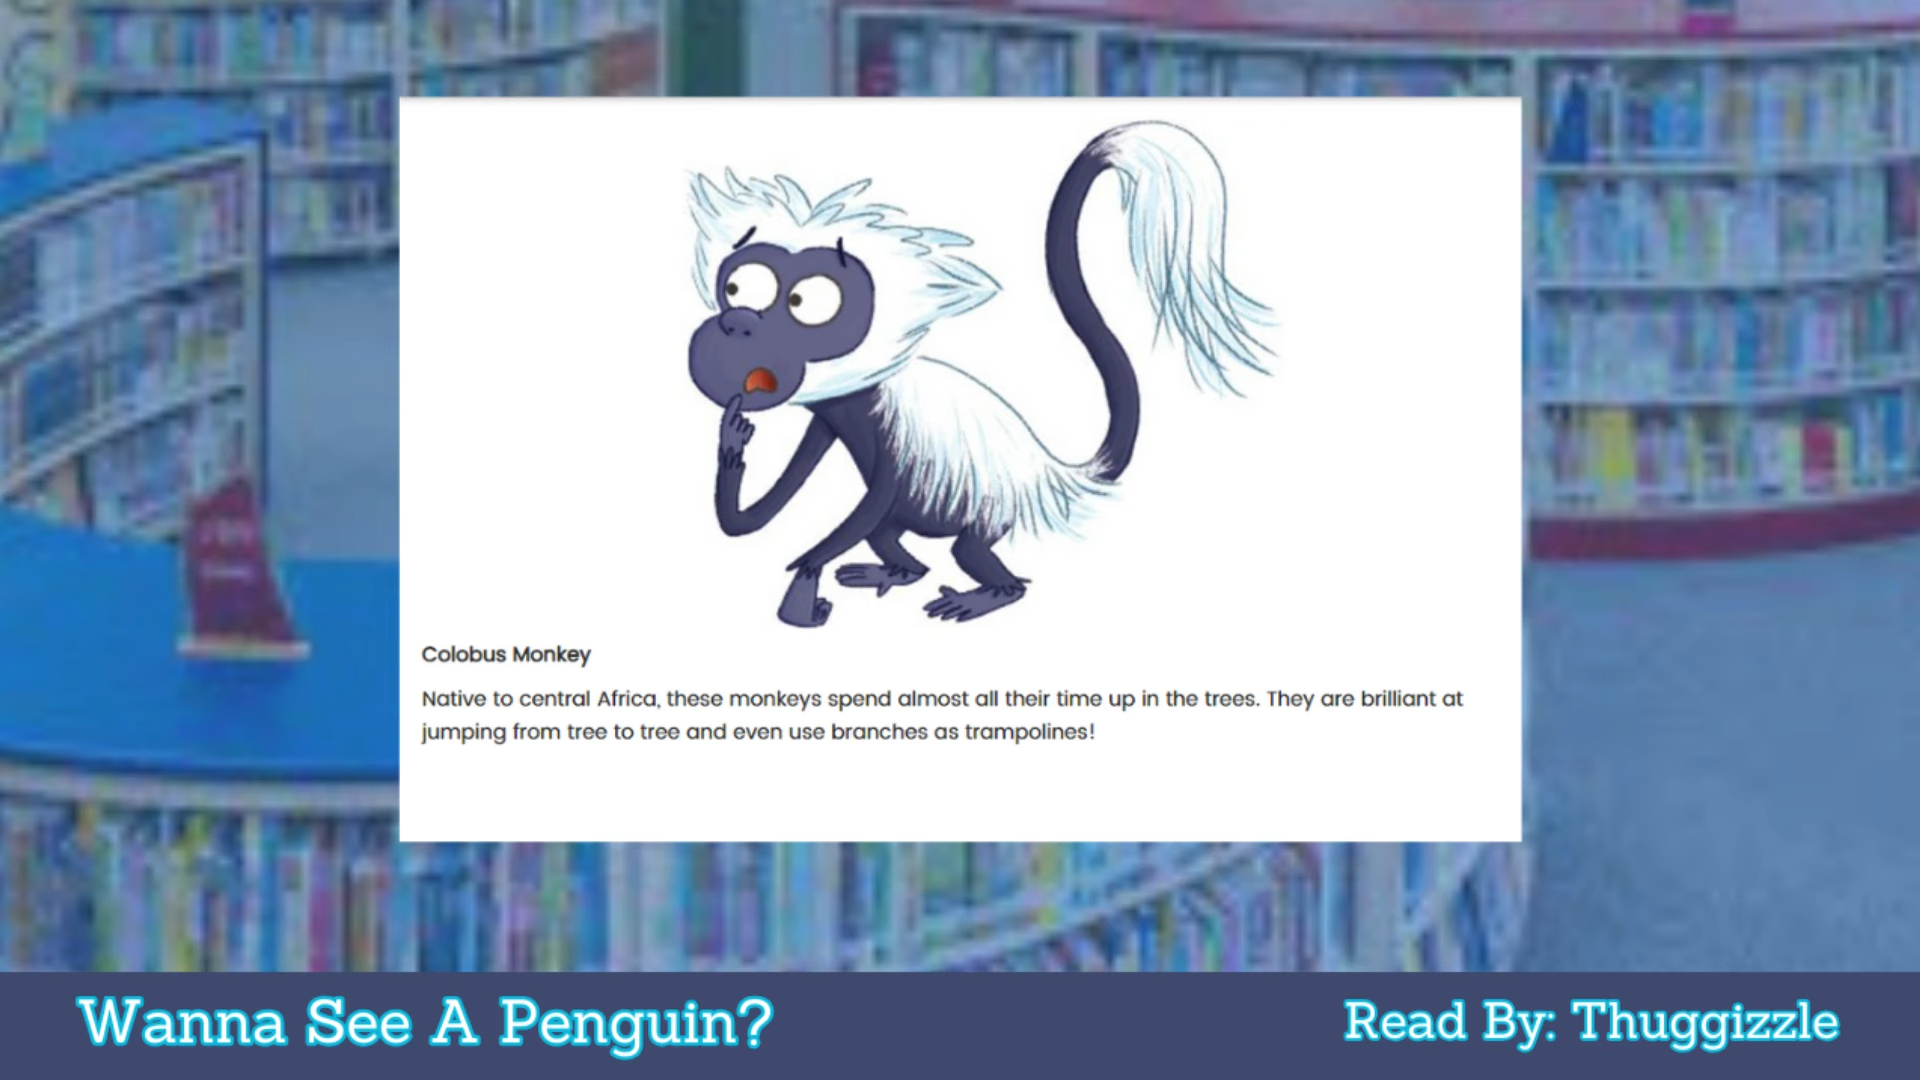 Colobus Monkey
Native to central Africa, these monkeys spend almost all their time up in the trees. They are brilliant at
jumping from tree to tree and even use branches as trampolines!
Wanna See A Penguin?
Read By: Thuggizzle